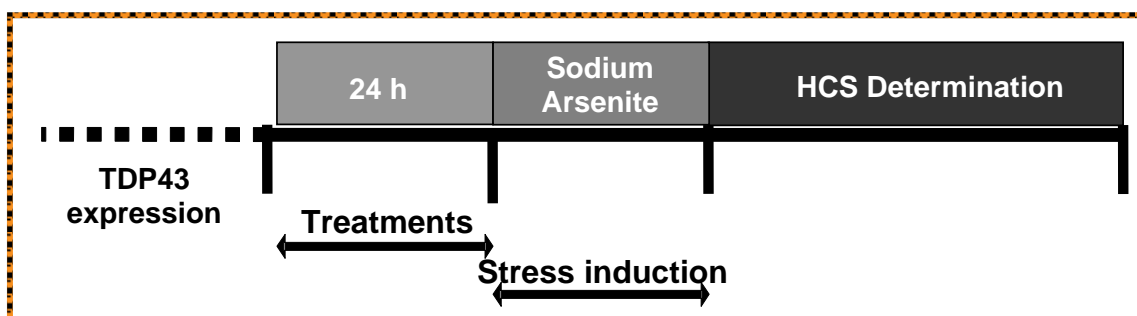 24 h
Sodium
Arsenite
HCS Determination
TDP43
expression
Treatments
Stress induction